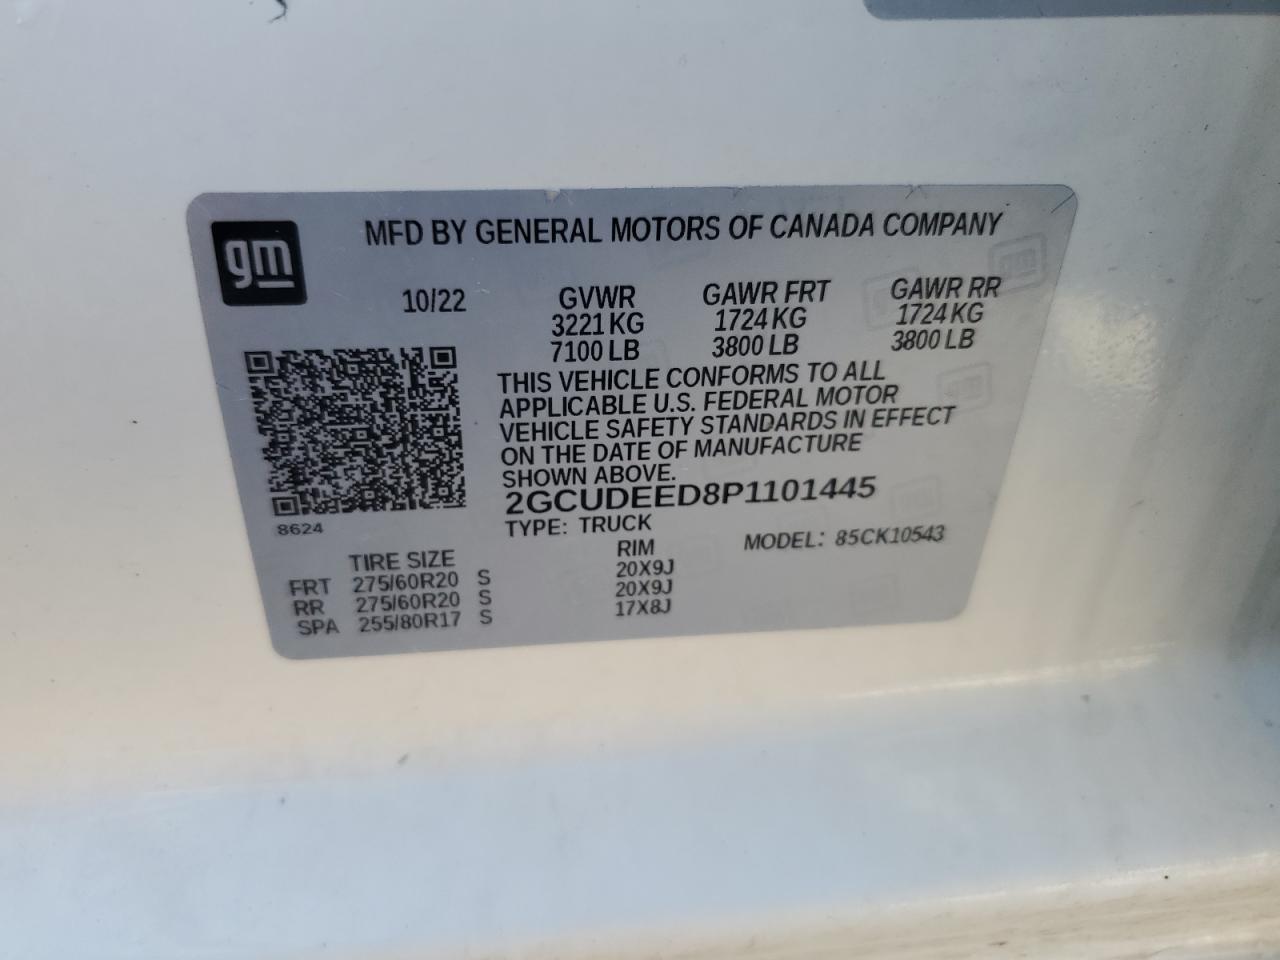 gm
MFD BY GENERAL MOTORS OF CANADA COMPANY
10/22 GVWR GAWR FRT GAWR RR
3221 KG 1724 KG 1724 KG
7100 LB 3800 LB 3800 LB
THIS VEHICLE CONFORMS TO ALL
APPLICABLE U.S. FEDERAL MOTOR
VEHICLE SAFETY STANDARDS IN EFFECT
ON THE DATE OF MANUFACTURE
SHOWN ABOVE.
2GCUDEED8P1101445
8624
TYPE: TRUCK MODEL: 85CK10543
TIRE SIZE RIM
FRT 275/60R20 S 20X9J
RR 275/60R20 S 20X9J
SPA 255/80R17 S 17X8J